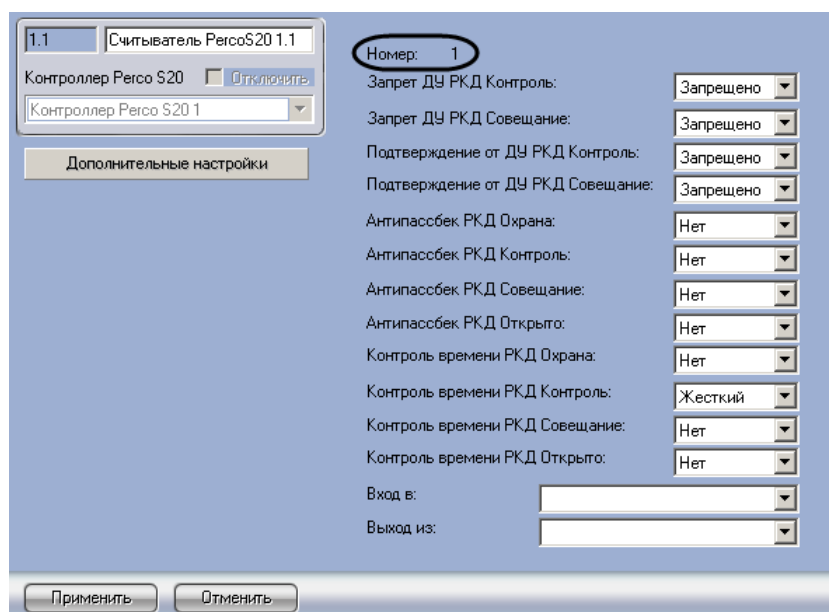 1.1 Считыватель PercoS20 1.1
Контроллер Perco S20 Отключить
Контроллер Perco S20 1
Дополнительные настройки
Номер: 1
Запрет ДУ РКД Контроль: Запрещено
Запрет ДУ РКД Совещание: Запрещено
Подтверждение от ДУ РКД Контроль: Запрещено
Подтверждение от ДУ РКД Совещание: Запрещено
Антипассбек РКД Охрана: Нет
Антипассбек РКД Контроль: Нет
Антипассбек РКД Совещание: Нет
Антипассбек РКД Открыто: Нет
Контроль времени РКД Охрана: Нет
Контроль времени РКД Контроль: Жесткий
Контроль времени РКД Совещание: Нет
Контроль времени РКД Открыто: Нет
Вход в:
Выход из:
Применить Отменить